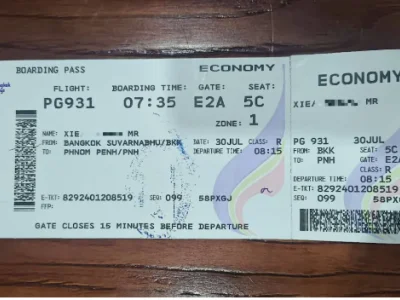 BOARDING PASS
ECONOMY
FLIGHT: BOARDING TIME: GATE: SEAT:
PG931 07:35 E2A 5C
ZONE: 1
NAME: XIE MR
FROM: BANGKOK SUVARNABHU/BKK DATE: 30JUL CLASS: R
TO: PHNOM PENH/PNH DEPARTURE TIME: 08:15
E-TKT: 8292401208519 SEQ: 099 58PXGJ
FFP:
GATE CLOSES 15 MINUTES BEFORE DEPARTURE
ECONOMY
XIE/ MR
PG 931 30JUL
FROM: BKK SEAT: 5C
TO: PNH GATE: E2A
CLASS: R
DEPARTURE TIME: 08:15
E-TKT: 8292401208519
SEQ: 099 58PXG